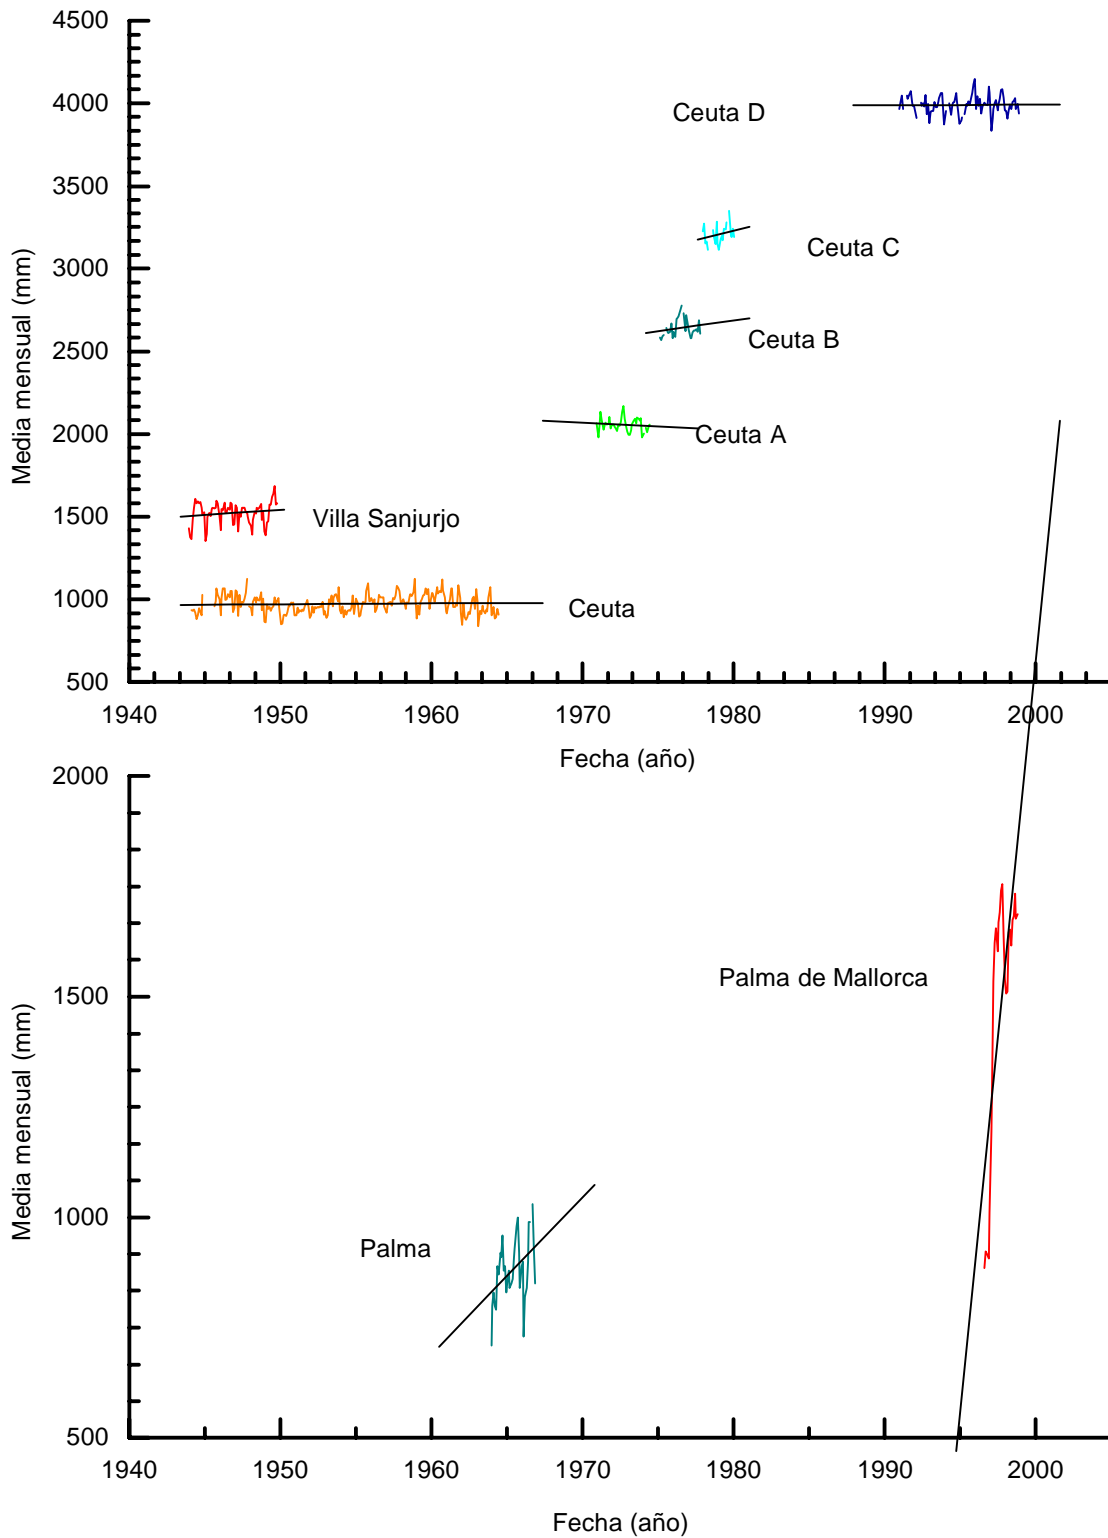 4500
4000
3500
3000
2500
2000
1500
1000
500
Media mensual (mm)
Ceuta D
Ceuta C
Ceuta B
Ceuta A
Villa Sanjurjo
Ceuta
1940 1950 1960 1970 1980 1990 2000
Fecha (año)
2000
1500
1000
500
Media mensual (mm)
Palma de Mallorca
Palma
1940 1950 1960 1970 1980 1990 2000
Fecha (año)